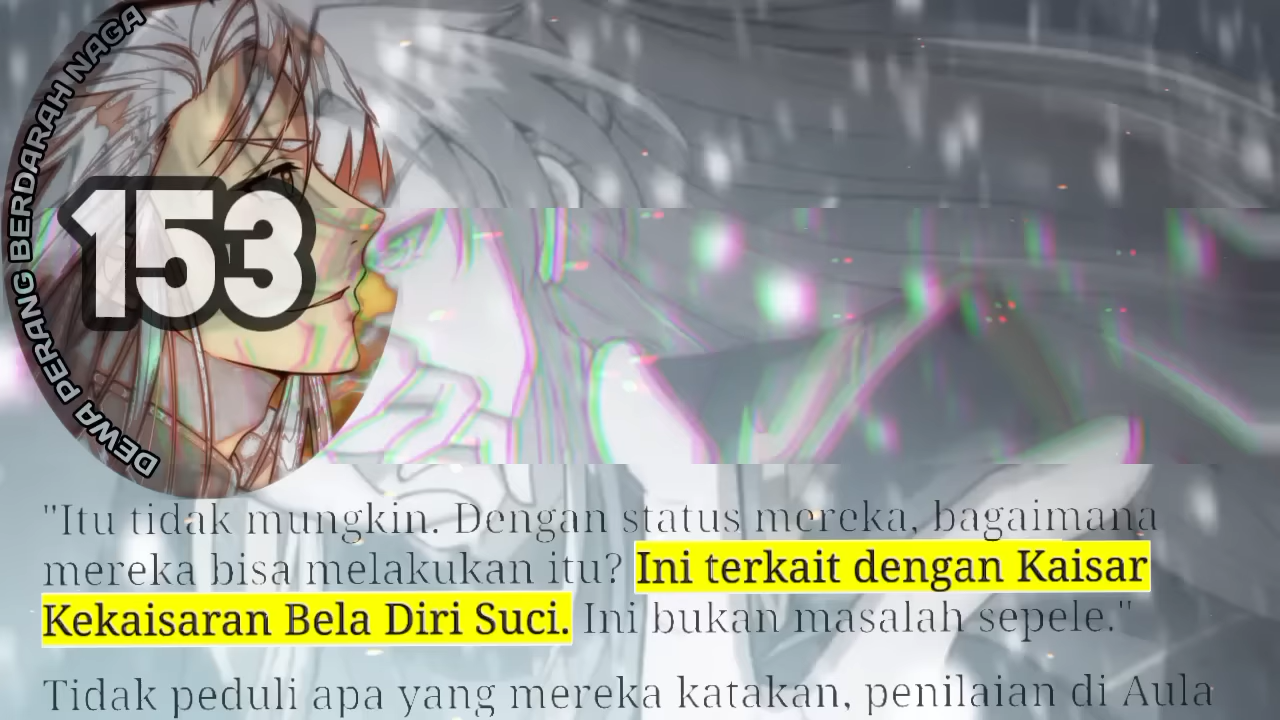 DEWA PERANG BERDARAH NAGA
153
"Itu tidak mungkin. Dengan status mereka, bagaimana
mereka bisa melakukan itu? Ini terkait dengan Kaisar
Kekaisaran Bela Diri Suci. Ini bukan masalah sepele."
Tidak peduli apa yang mereka katakan, penilaian di Aula